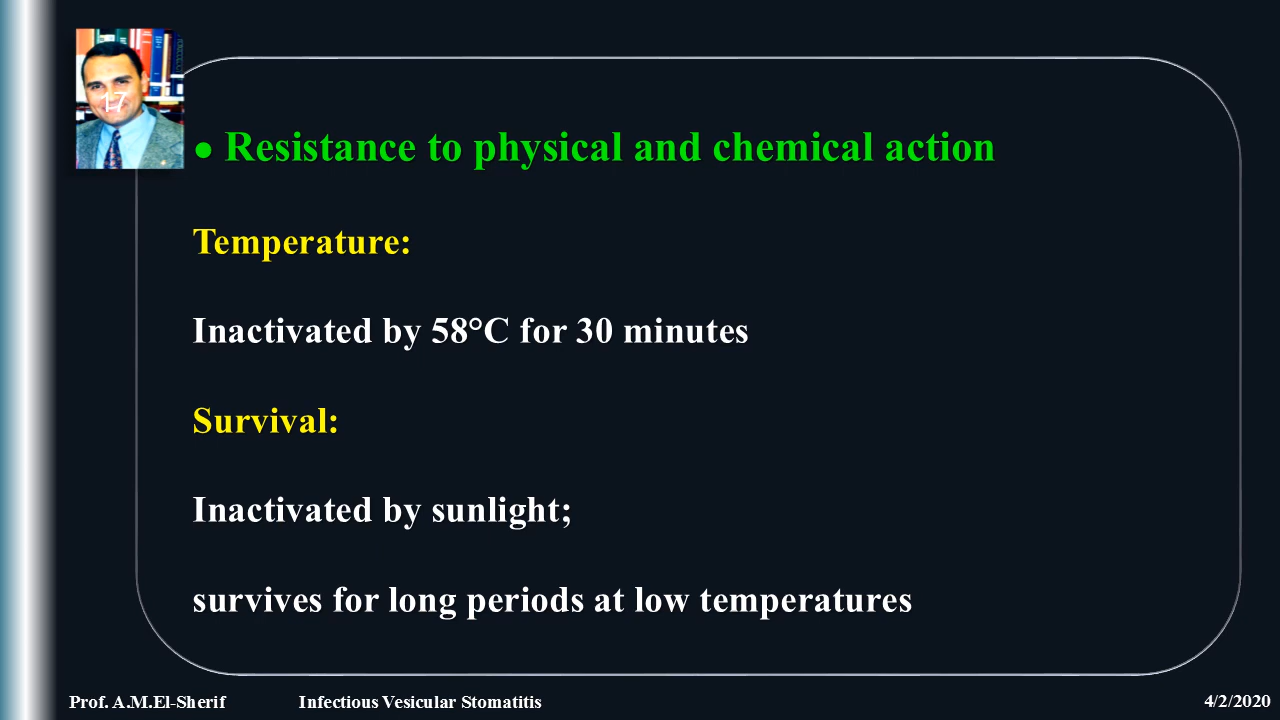 17
● Resistance to physical and chemical action
Temperature:
Inactivated by 58°C for 30 minutes
Survival:
Inactivated by sunlight;
survives for long periods at low temperatures
Prof. A.M.El-Sherif
Infectious Vesicular Stomatitis
4/2/2020